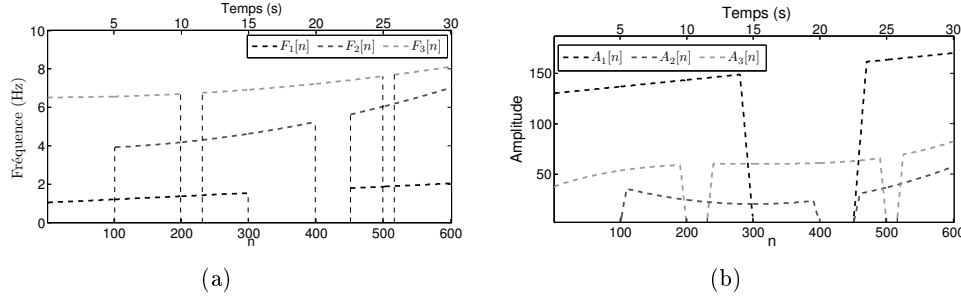 Temps (s)
5 10 15 20 25 30
10
8
6
4
2
0
Fréquence (Hz)
F₁[n] F₂[n] F₃[n]
100 200 300 400 500 600
n
(a)
Temps (s)
5 10 15 20 25 30
150
100
50
Amplitude
A₁[n] A₂[n] A₃[n]
100 200 300 400 500 600
n
(b)